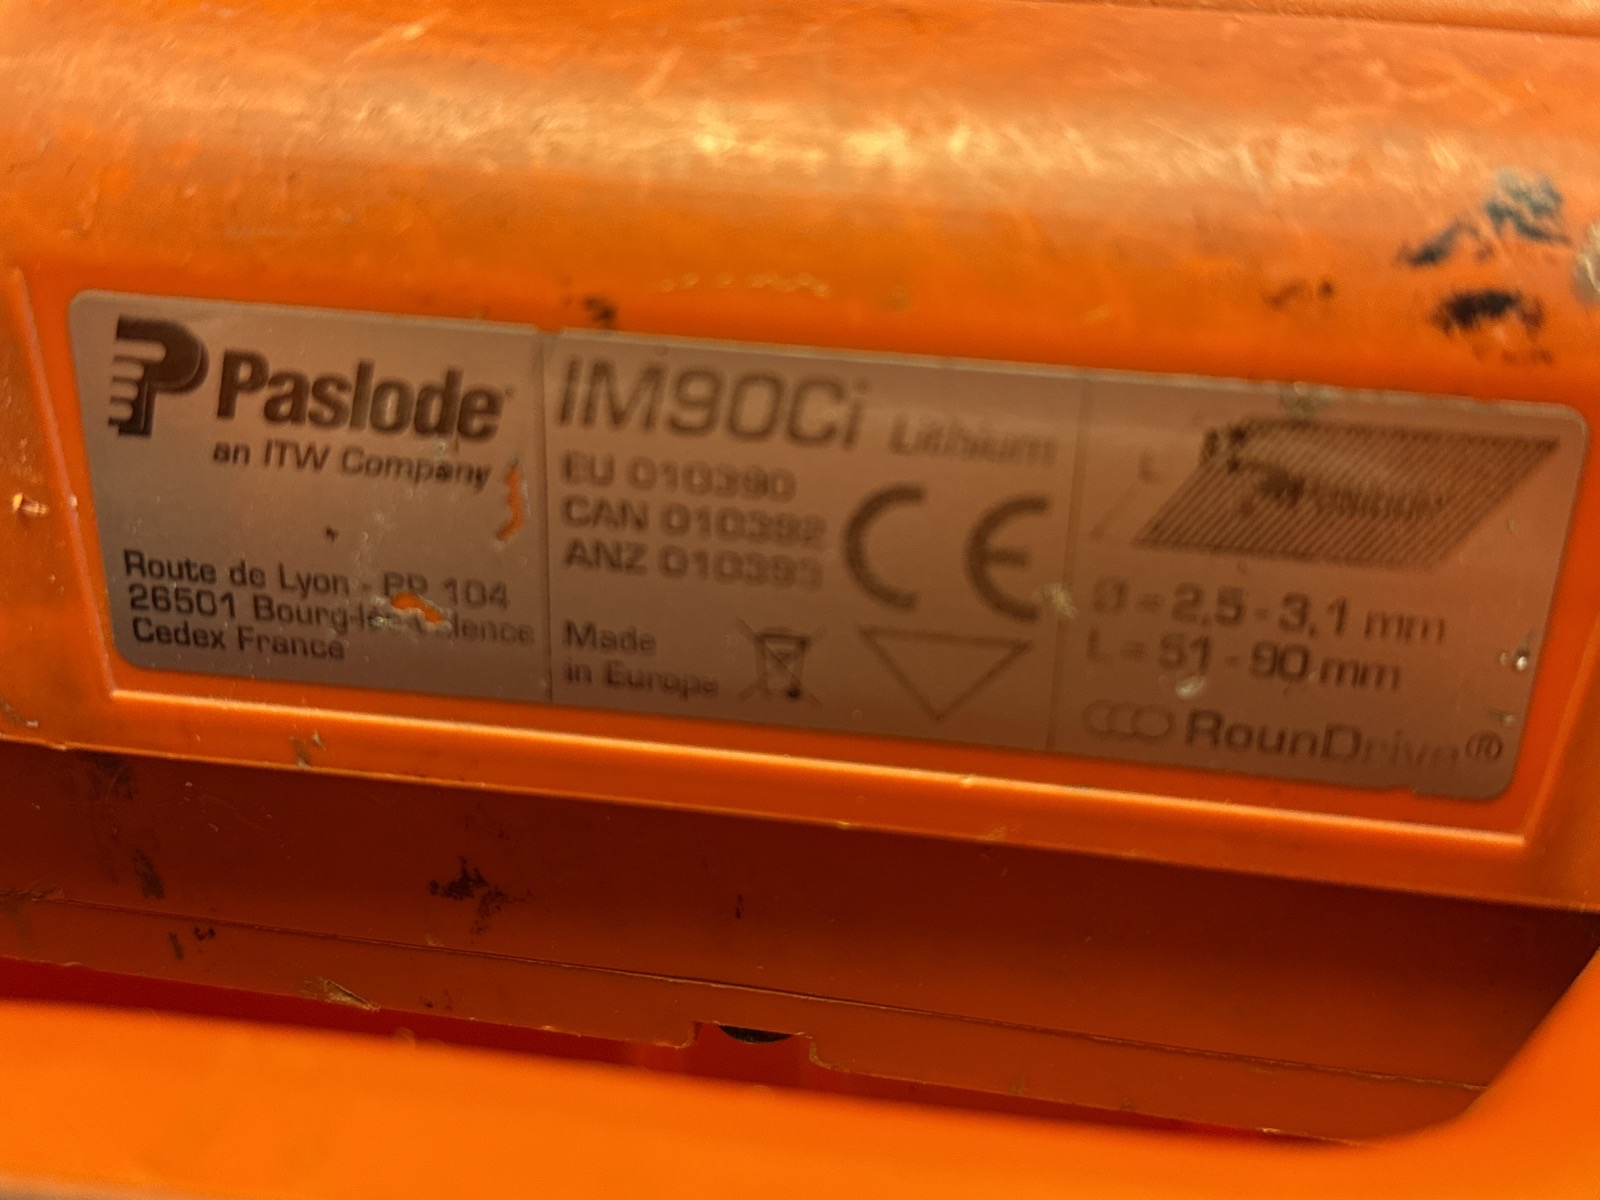 Paslode
an ITW Company
Route de Lyon - BP 104
26501 Bourg-lès-
Cedex France
IM90Ci Lithium
EU 010390
CAN 010392
ANZ 010393
CE
Made
in Europe
L
Paslode
Ø = 2,5 - 3,1 mm
L = 51 - 90 mm
RounDrive®